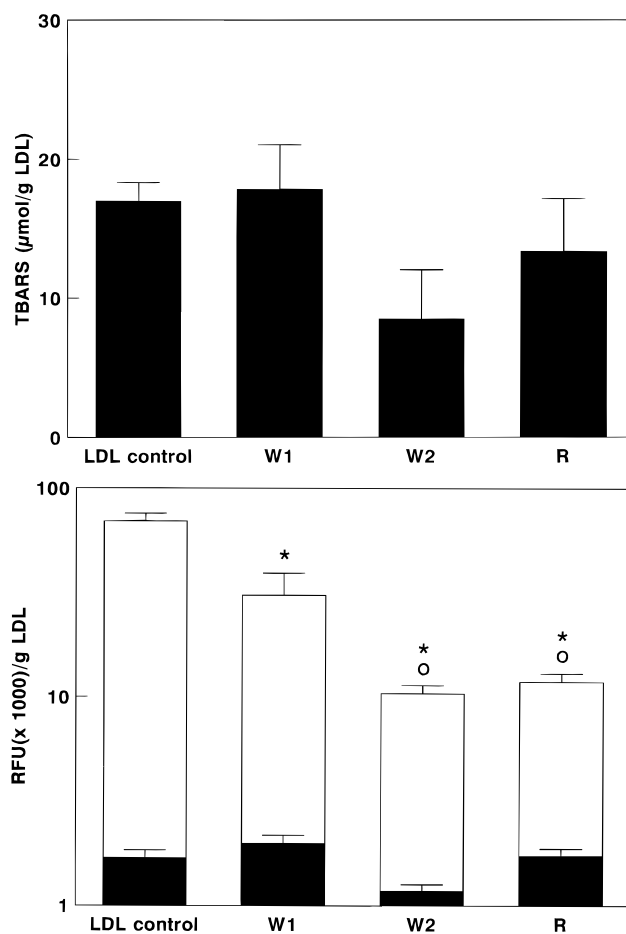 30
20
10
0
TBARS (µmol/g LDL)
LDL control W1 W2 R
100
10
1
RFU(x 1000)/g LDL
*
* *
O O
LDL control W1 W2 R